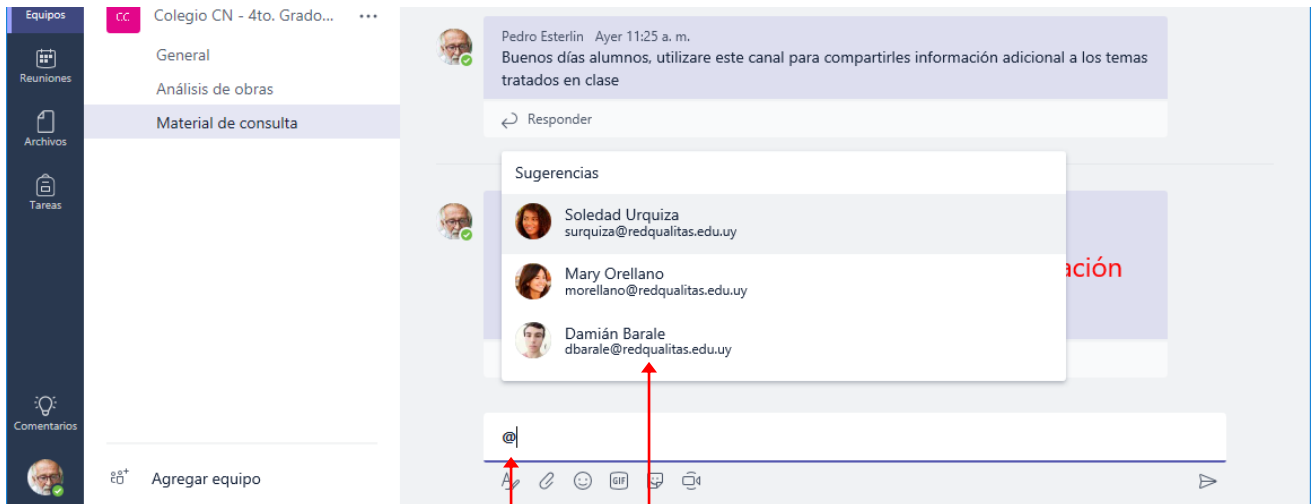 Equipos
Reuniones
Archivos
Tareas
Comentarios
CC
Colegio CN - 4to. Grado...
General
Análisis de obras
Material de consulta
Agregar equipo
Pedro Esterlin Ayer 11:25 a. m.
Buenos días alumnos, utilizare este canal para compartirles información adicional a los temas
tratados en clase
Responder
Sugerencias
Soledad Urquiza
surquiza@redqualitas.edu.uy
Mary Orellano
morellano@redqualitas.edu.uy
Damián Barale
dbarale@redqualitas.edu.uy
ación
@
GIF